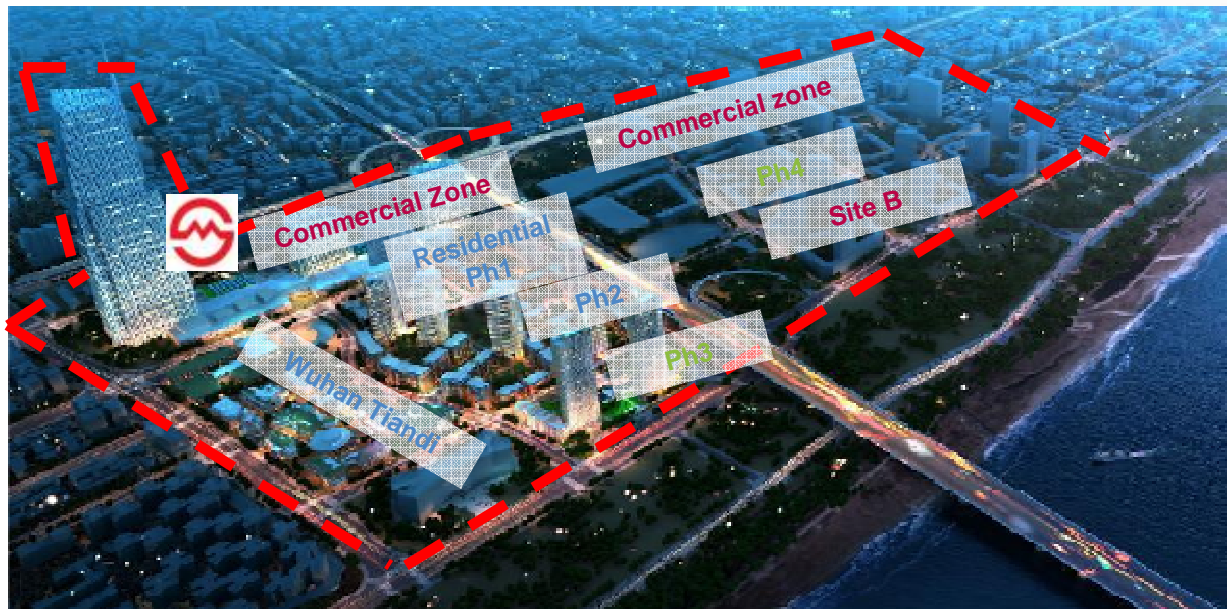 Commercial zone
Ph4
Site B
Commercial Zone
Residential
Ph1
Ph2
Ph3
Wuhan Tiandi